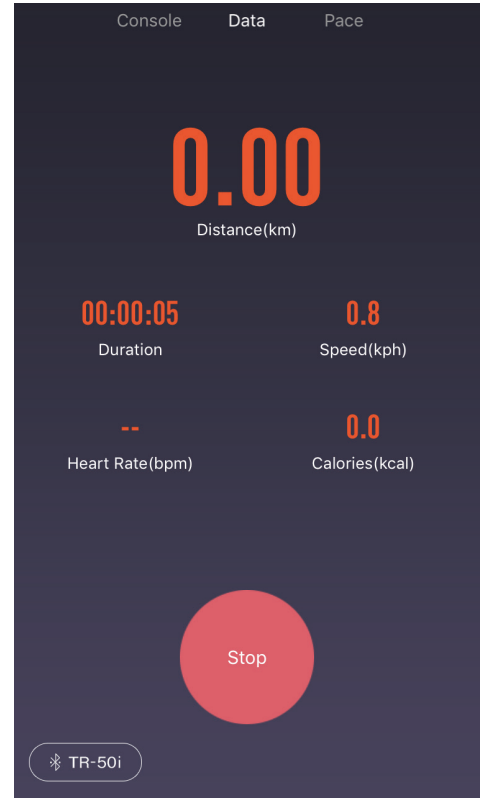 Console Data Pace
0.00
Distance(km)
00:00:05 0.8
Duration Speed(kph)
-- 0.0
Heart Rate(bpm) Calories(kcal)
Stop
TR-50i